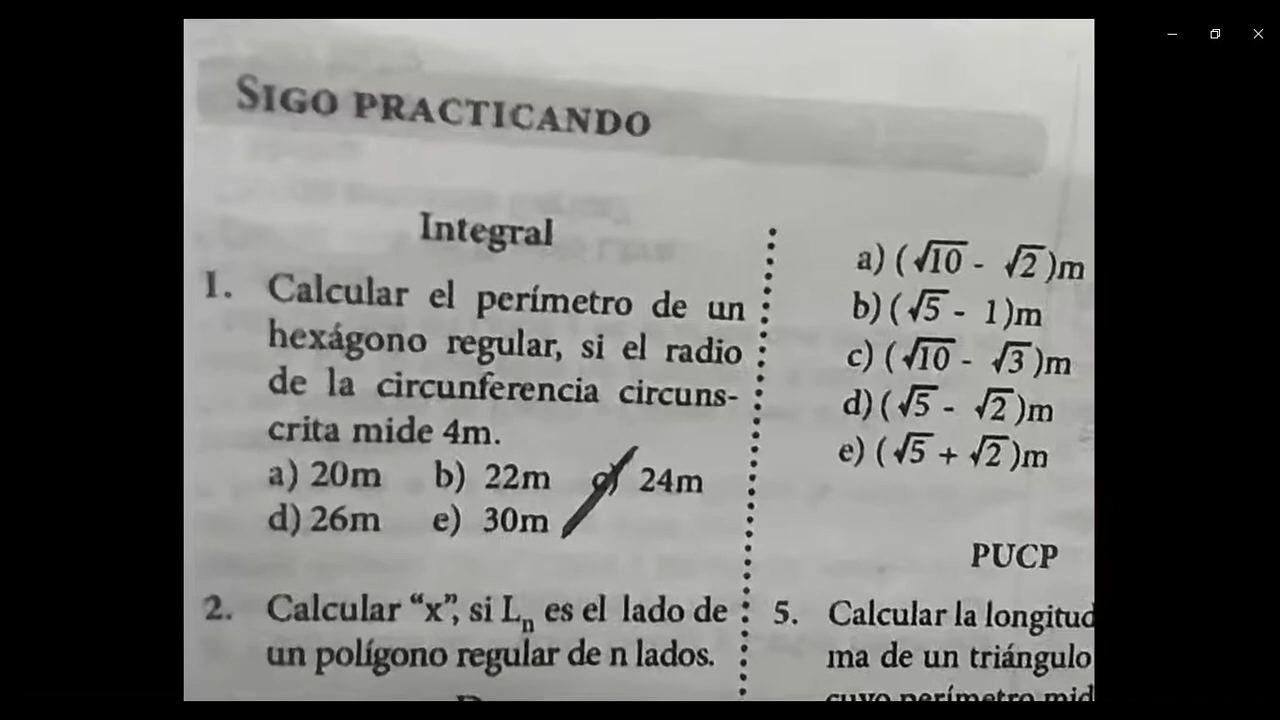 SIGO PRACTICANDO
Integral
1. Calcular el perímetro de un
hexágono regular, si el radio
de la circunferencia circuns-
crita mide 4m.
a) 20m b) 22m c) 24m
d) 26m e) 30m
2. Calcular “x”, si Lₙ es el lado de
un polígono regular de n lados.
a) (√10 - √2)m
b) (√5 - 1)m
c) (√10 - √3)m
d) (√5 - √2)m
e) (√5 + √2)m
PUCP
5. Calcular la longitud
ma de un triángulo
cuyo perímetro mid